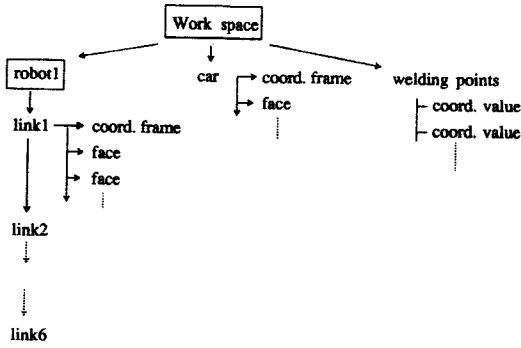 Work space
robot1
link1
coord. frame
face
face
link2
link6
car
coord. frame
face
welding points
coord. value
coord. value